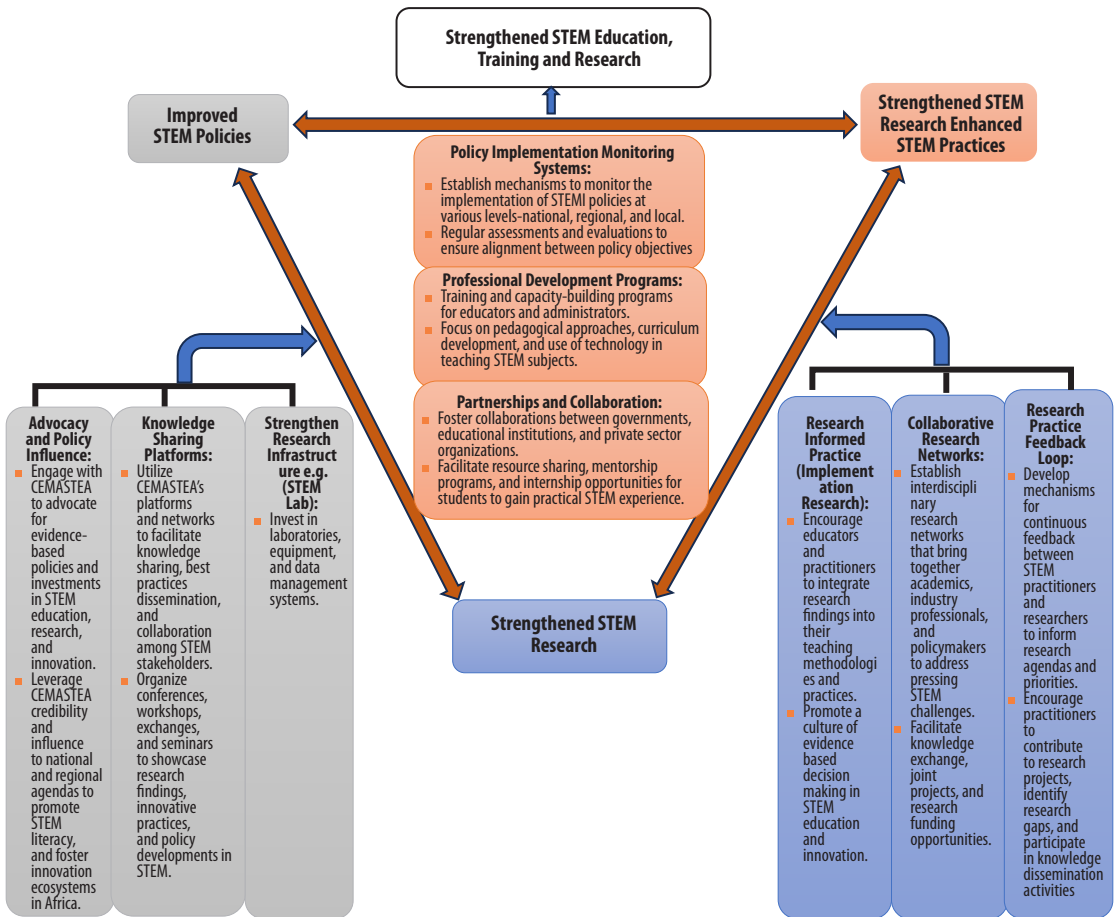 Strengthened STEM Education,
Training and Research
Improved
STEM Policies
Strengthened STEM
Research Enhanced
STEM Practices
Policy Implementation Monitoring
Systems:
Establish mechanisms to monitor the
implementation of STEMI policies at
various levels-national, regional, and local.
Regular assessments and evaluations to
ensure alignment between policy objectives
Professional Development Programs:
Training and capacity-building programs
for educators and administrators.
Focus on pedagogical approaches, curriculum
development, and use of technology in
teaching STEM subjects.
Partnerships and Collaboration:
Foster collaborations between governments,
educational institutions, and private sector
organizations.
Facilitate resource sharing, mentorship
programs, and internship opportunities for
students to gain practical STEM experience.
Strengthened STEM
Research
Advocacy
and Policy
Influence:
Engage with
CEMASTEA
to advocate
for
evidence-
based
policies and
investments
in STEM
education,
research,
and
innovation.
Leverage
CEMASTEA
credibility
and
influence
to national
and regional
agendas to
promote
STEM
literacy,
and foster
innovation
ecosystems
in Africa.
Knowledge
Sharing
Platforms:
Utilize
CEMASTEA's
platforms
and networks
to facilitate
knowledge
sharing, best
practices
dissemination,
and
collaboration
among STEM
stakeholders.
Organize
conferences,
workshops,
exchanges,
and seminars
to showcase
research
findings,
innovative
practices,
and policy
developments in
STEM.
Strengthen
Research
Infrastruct
ure e.g.
(STEM
Lab):
Invest in
laboratories,
equipment,
and data
management
systems.
Research
Informed
Practice
(Implement
ation
Research):
Encourage
educators
and
practitioners
to integrate
research
findings into
their
teaching
methodologi
es and
practices.
Promote a
culture of
evidence
based
decision
making in
STEM
education
and
innovation.
Collaborative
Research
Networks:
Establish
interdiscipli
nary
research
networks
that bring
together
academics,
industry
professionals,
and
policymakers
to address
pressing
STEM
challenges.
Facilitate
knowledge
exchange,
joint
projects, and
research
funding
opportunities.
Research
Practice
Feedback
Loop:
Develop
mechanisms
for
continuous
feedback
between
STEM
practitioners
and
researchers
to inform
research
agendas and
priorities.
Encourage
practitioners
to
contribute
to research
projects,
identify
research
gaps, and
participate
in knowledge
dissemination
activities